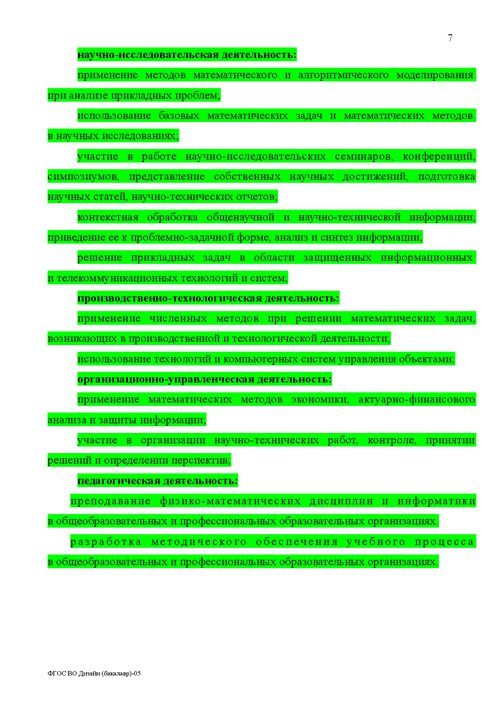 7
научно-исследовательская деятельность:
применение методов математического и алгоритмического моделирования
при анализе прикладных проблем;
использование базовых математических задач и математических методов
в научных исследованиях;
участие в работе научно-исследовательских семинаров, конференций,
симпозиумов, представление собственных научных достижений, подготовка
научных статей, научно-технических отчетов;
контекстная обработка общенаучной и научно-технической информации,
приведение ее к проблемно-задачной форме, анализ и синтез информации;
решение прикладных задач в области защищенных информационных
и телекоммуникационных технологий и систем;
производственно-технологическая деятельность:
применение численных методов при решении математических задач,
возникающих в производственной и технологической деятельности;
использование технологий и компьютерных систем управления объектами;
организационно-управленческая деятельность:
применение математических методов экономики, актуарно-финансового
анализа и защиты информации;
участие в организации научно-технических работ, контроле, принятии
решений и определении перспектив;
педагогическая деятельность:
преподавание физико-математических дисциплин и информатики
в общеобразовательных и профессиональных образовательных организациях.
разработка методического обеспечения учебного процесса
в общеобразовательных и профессиональных образовательных организациях.
ФГОС ВО Дизайн (бакалавр)-05